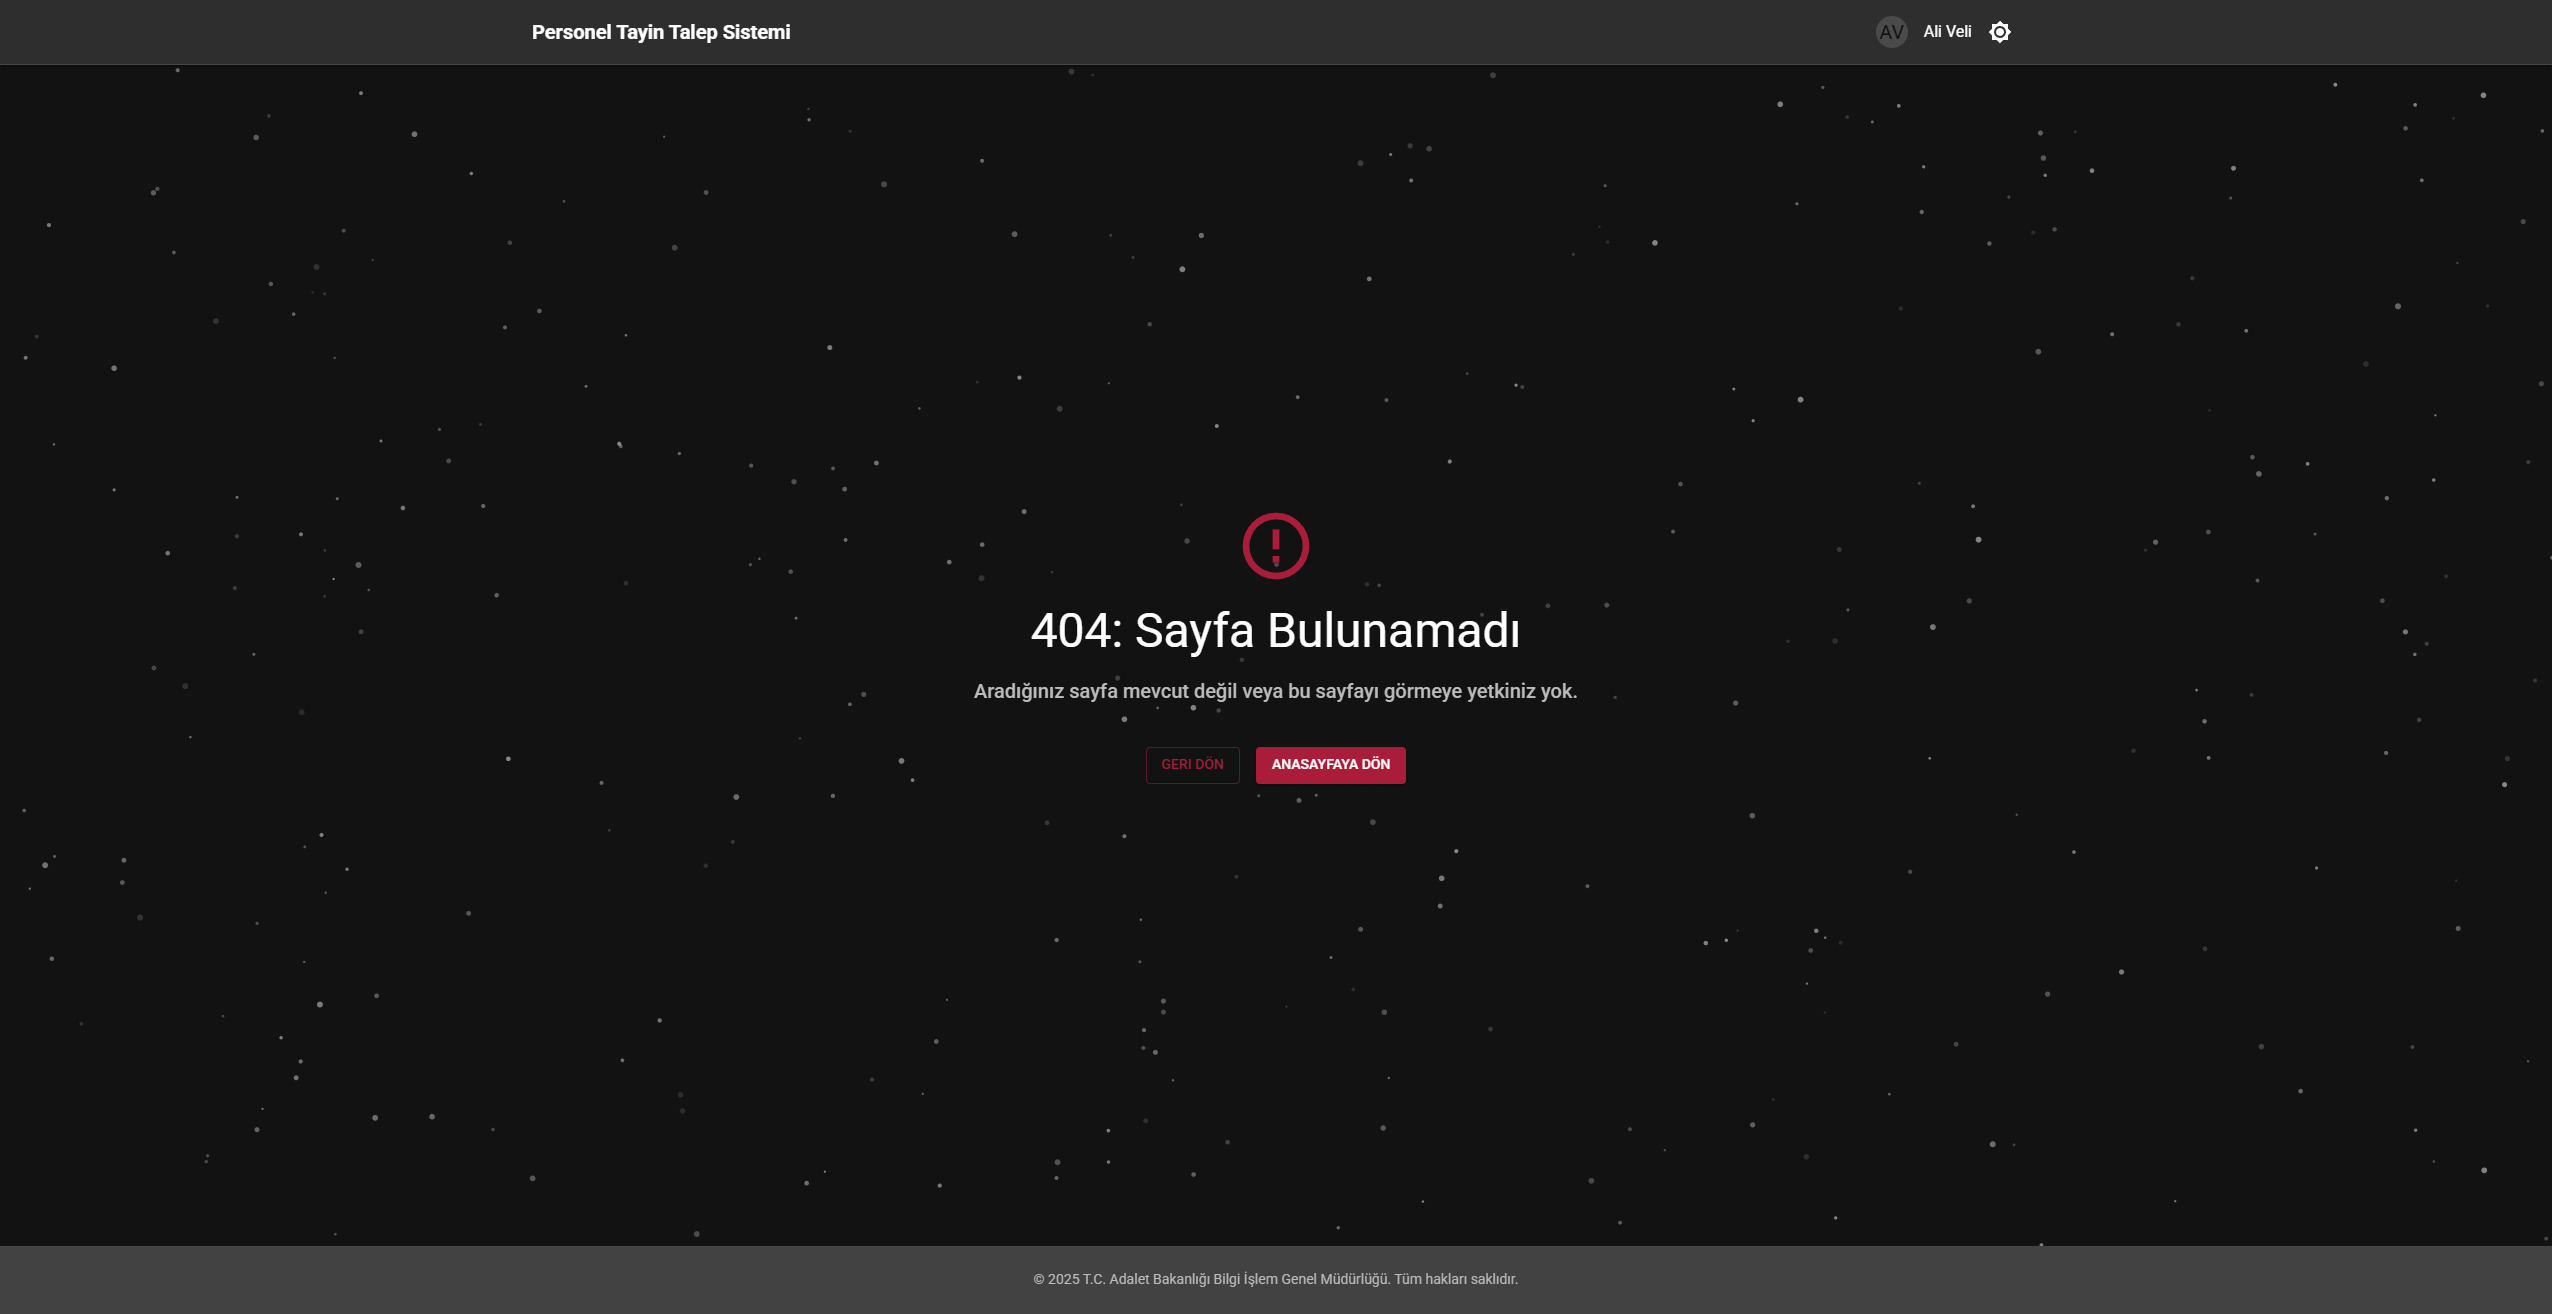 Personel Tayin Talep Sistemi
AV Ali Veli
404: Sayfa Bulunamadı
Aradığınız sayfa mevcut değil veya bu sayfayı görmeye yetkiniz yok.
GERI DÖN ANASAYFAYA DÖN
© 2025 T.C. Adalet Bakanlığı Bilgi İşlem Genel Müdürlüğü. Tüm hakları saklıdır.